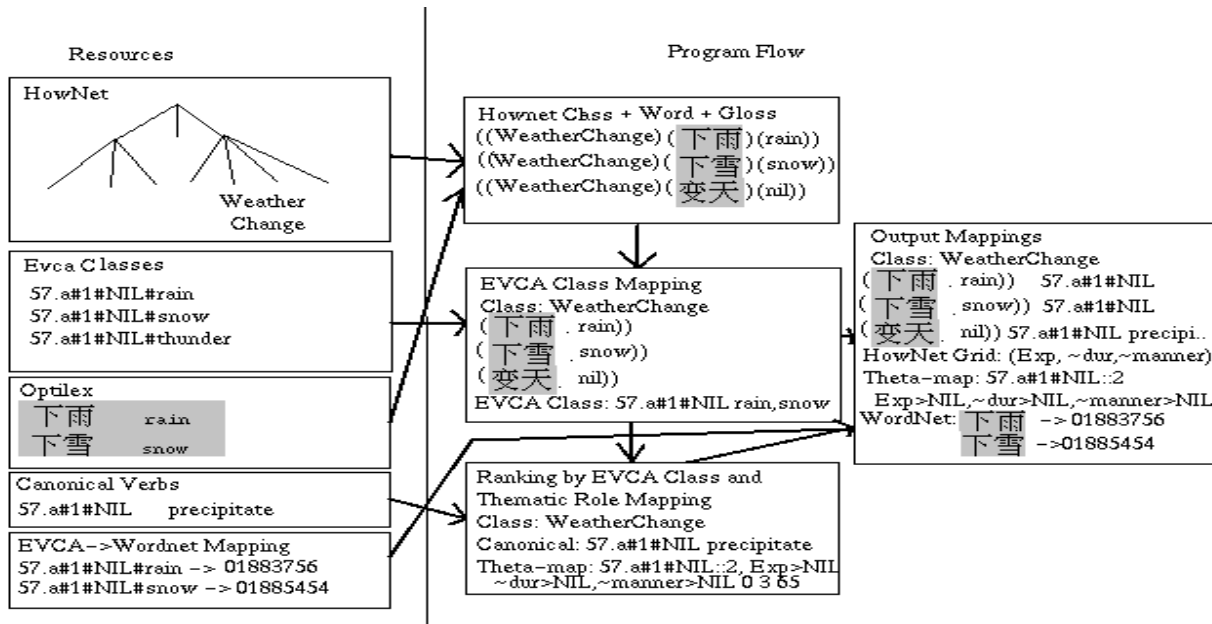 Resources
HowNet
Weather
Change
Evca Classes
57.a#1#NIL#rain
57.a#1#NIL#snow
57.a#1#NIL#thunder
Optilex
下雨 rain
下雪 snow
Canonical Verbs
57.a#1#NIL precipitate
EVCA->Wordnet Mapping
57.a#1#NIL#rain -> 01883756
57.a#1#NIL#snow -> 01885454
Program Flow
Hownet Class + Word + Gloss
((WeatherChange)(下雨)(rain))
((WeatherChange)(下雪)(snow))
((WeatherChange)(变天)(nil))
EVCA Class Mapping
Class: WeatherChange
(下雨 . rain))
(下雪 . snow))
(变天 . nil))
EVCA Class: 57.a#1#NIL rain,snow
Ranking by EVCA Class and
Thematic Role Mapping
Class: WeatherChange
Canonical: 57.a#1#NIL precipitate
Theta-map: 57.a#1#NIL::2, Exp>NIL
~dur>NIL,~manner>NIL 0 3 65
Output Mappings
Class: WeatherChange
(下雨 . rain)) 57.a#1#NIL
(下雪 . snow)) 57.a#1#NIL
(变天 . nil)) 57.a#1#NIL precipi..
HowNet Grid: (Exp, ~dur,~manner)
Theta-map: 57.a#1#NIL::2
Exp>NIL,~dur>NIL,~manner>NIL
WordNet: 下雨 -> 01883756
下雪 ->01885454